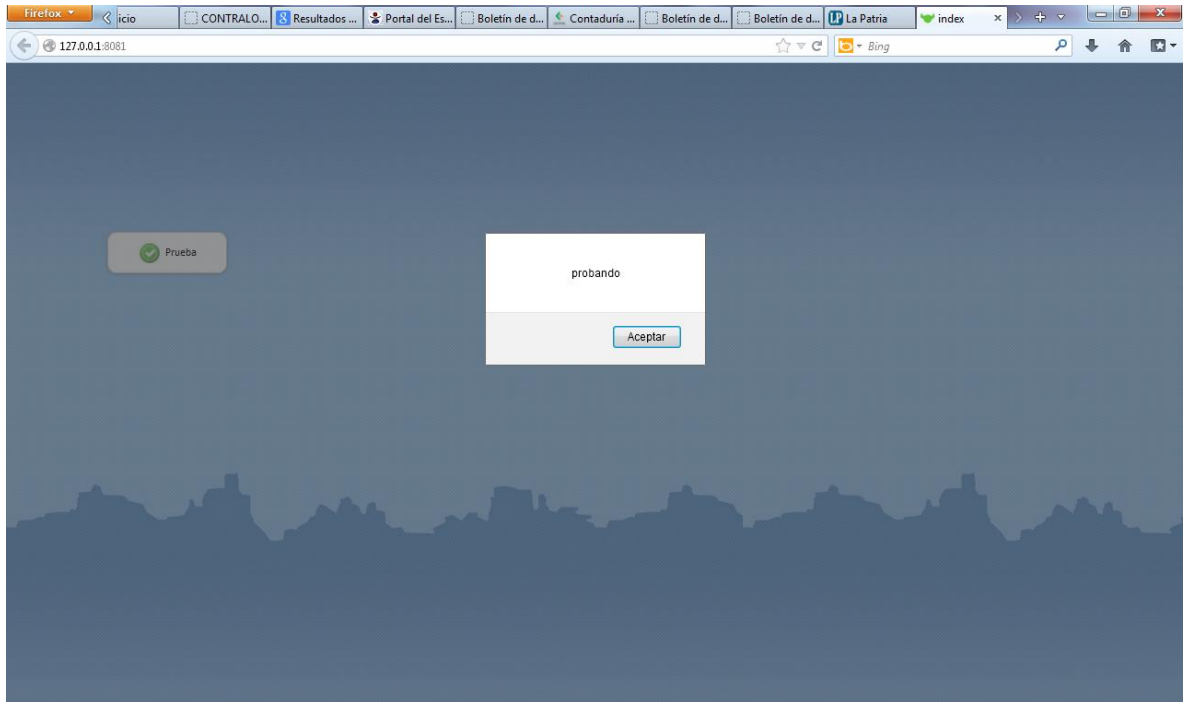 Firefox
icio
CONTRALO...
Resultados ...
Portal del Es...
Boletín de d...
Contaduría ...
Boletín de d...
Boletín de d...
LP La Patria
index
127.0.0.1:8081
Bing
Prueba
probando
Aceptar